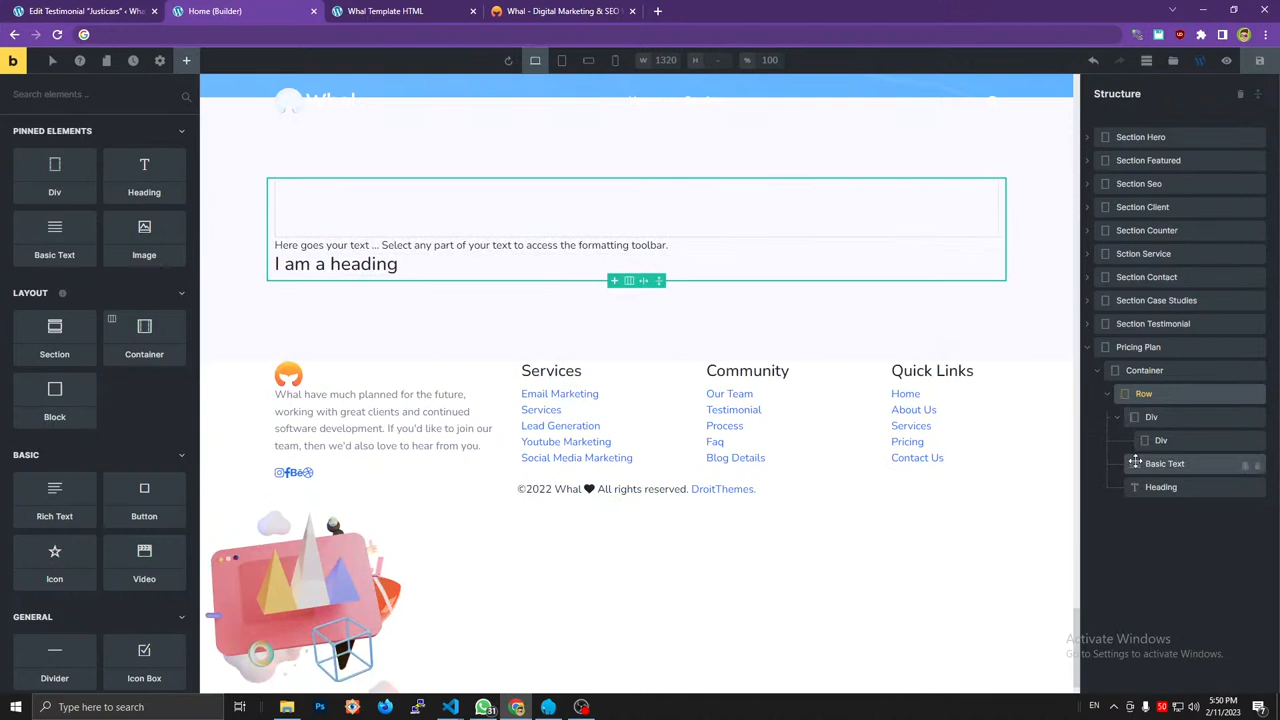 Edit Testimonial "Justicars" ‹ Wha
Home (Builder)
Whal Template HTML
Whal - Digital Marketing & SEO
b
W 1320 H - % 100
Search elements ...
PINNED ELEMENTS
Div
Heading
Basic Text
Image
LAYOUT
Section
Container
Block
BASIC
Rich Text
Button
Icon
Video
GENERAL
Divider
Icon Box
Whal
Here goes your text ... Select any part of your text to access the formatting toolbar.
I am a heading
Whal have much planned for the future,
working with great clients and continued
software development. If you'd like to join our
team, then we'd also love to hear from you.
Services
Email Marketing
Services
Lead Generation
Youtube Marketing
Social Media Marketing
Community
Our Team
Testimonial
Process
Faq
Blog Details
Quick Links
Home
About Us
Services
Pricing
Contact Us
©2022 Whal All rights reserved. DroitThemes.
Structure
Section Hero
Section Featured
Section Seo
Section Client
Section Counter
Sction Service
Section Contact
Section Case Studies
Section Testimonial
Pricing Plan
Container
Row
Div
Div
Basic Text
Heading
Activate Windows
Go to Settings to activate Windows.
Type here to search
31
EN
50
5:50 PM
2/11/2023